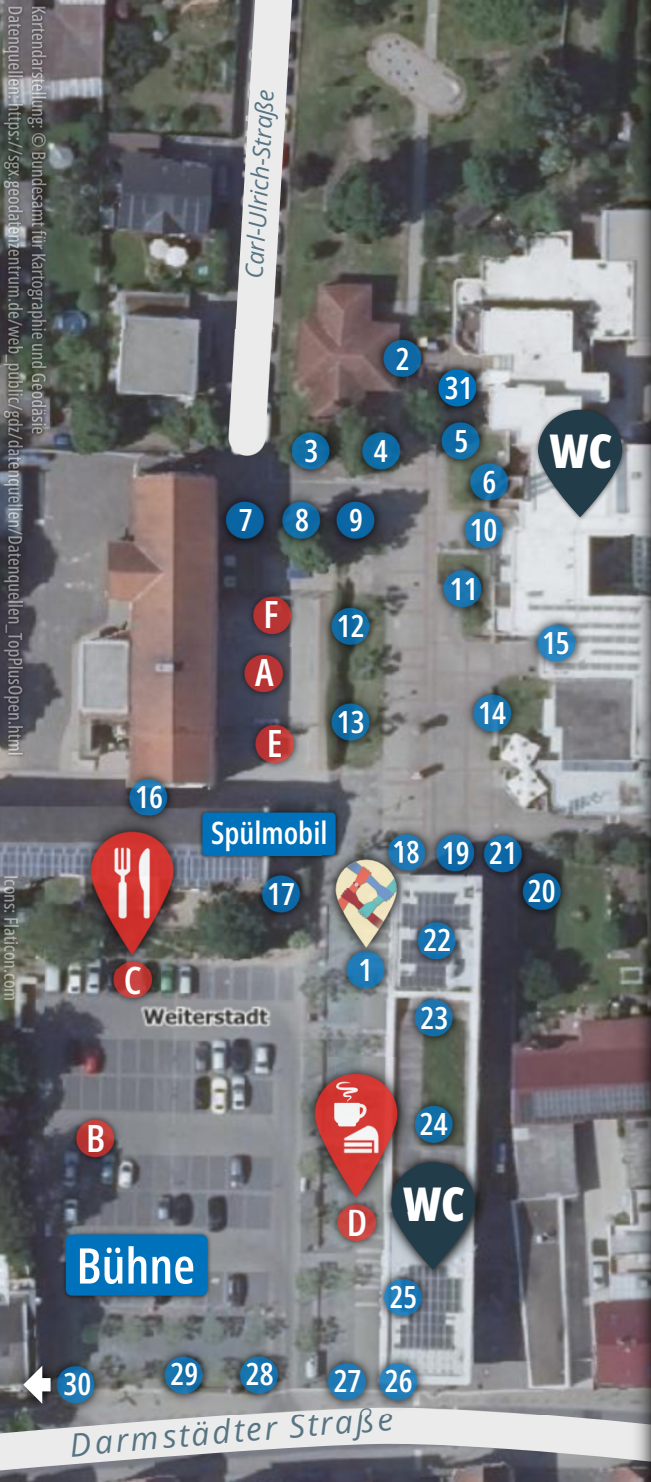 Kartendarstellung: © Bundesamt für Kartographie und Geodäsie
Datenquellen: https://sgx.geodatenzentrum.de/web_public/gdz/datenquellen/Datenquellen_TopPlusOpen.html
Carl-Ulrich-Straße
2
31
3
4
5
WC
6
7
8
9
10
11
F
12
15
A
14
13
E
16
Spülmobil
18
19
21
17
20
22
1
C
Weiterstadt
23
Icons: Flaticon.com
24
B
WC
D
Bühne
25
30
29
28
27
26
Darmstädter Straße